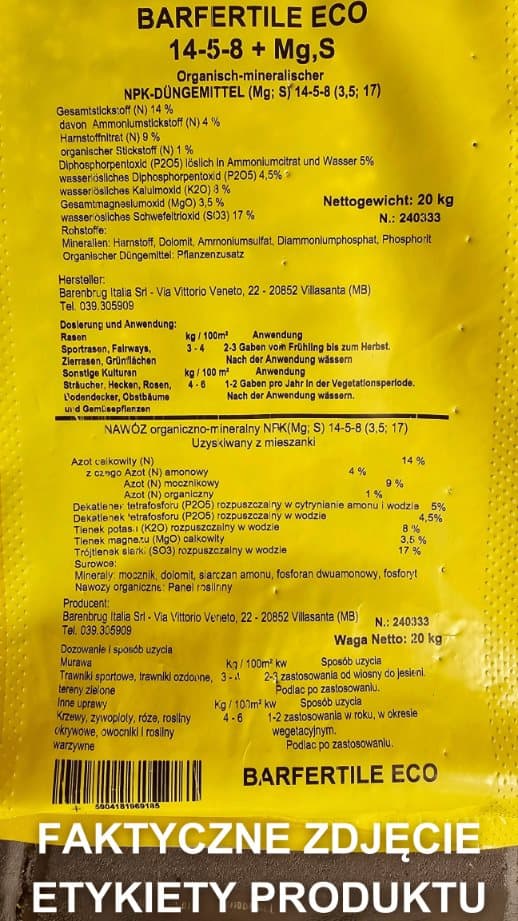 BARFERTILE ECO
14-5-8 + Mg,S
Organisch-mineralischer
NPK-DÜNGEMITTEL (Mg; S) 14-5-8 (3,5; 17)
Gesamtstickstoff (N) 14 %
davon Ammoniumstickstoff (N) 4 %
Harnstoffnitrat (N) 9 %
organischer Stickstoff (N) 1 %
Diphosphorpentoxid (P2O5) löslich in Ammoniumcitrat und Wasser 5%
wasserlösliches Diphosphorpentoxid (P2O5) 4,5%
wasserlösliches Kaluimoxid (K2O) 8 %
Gesamtmagnesiumoxid (MgO) 3,5 %
wasserlösliches Schwefeltrioxid (SO3) 17 %
Nettogewicht: 20 kg
N.: 240333
Rohstoffe:
Mineralien: Harnstoff, Dolomit, Ammoniumsulfat, Diammoniumphosphat, Phosphorit
Organischer Düngemittel: Pflanzenzusatz
Hersteller:
Barenbrug Italia Srl - Via Vittorio Veneto, 22 - 20852 Villasanta (MB)
Tel. 039.305909
Dosierung und Anwendung:
Rasen kg / 100m² Anwendung
Sportrasen, Fairways, 3 - 4 2-3 Gaben vom Frühling bis zum Herbst.
Zierrasen, Grünflächen Nach der Anwendung wässern
Sonstige Kulturen kg / 100 m² Anwendung
Sträucher, Hecken, Rosen, 4 - 6 1-2 Gaben pro Jahr in der Vegetationsperiode.
Bodendecker, Obstbäume Nach der Anwendung wässern.
und Gemüsepflanzen
NAWÓZ organiczno-mineralny NPK(Mg; S) 14-5-8 (3,5; 17)
Uzyskiwany z mieszanki
Azot całkowity (N) 14 %
z czego Azot (N) amonowy 4 %
Azot (N) mocznikowy 9 %
Azot (N) organiczny 1 %
Dekatlenek tetrafosforu (P2O5) rozpuszczalny w cytrynianie amonu i wodzie 5%
Dekatlenek tetrafosforu (P2O5) rozpuszczalny w wodzie 4,5%
Tlenek potasu (K2O) rozpuszczalny w wodzie 8 %
Tlenek magnezu (MgO) całkowity 3,5 %
Trójtlenek siarki (SO3) rozpuszczalny w wodzie 17 %
Surowce:
Minerały: mocznik, dolomit, siarczan amonu, fosforan dwuamonowy, fosforyt
Nawozy organiczne: Panel roślinny
Producent:
Barenbrug Italia Srl - Via Vittorio Veneto, 22 - 20852 Villasanta (MB)
Tel. 039.305909
N.: 240333
Waga Netto: 20 kg
Dozowanie i sposób uzycia
Murawa Kg / 100m² kw Sposób uzycia
Trawniki sportowe, trawniki ozdobne, 3 - 4 2-3 zastosowania od wiosny do jesieni.
tereny zielone Podlac po zastosowaniu.
Inne uprawy Kg / 100m² kw Sposób uzycia
Krzewy, zywopłoty, róze, rosliny 4 - 6 1-2 zastosowania w roku, w okresie
okrywowe, owocniki i rosliny wegetacyjnym.
warzywne Podlac po zastosowaniu.
BARFERTILE ECO
5904181969185
FAKTYCZNE ZDJĘCIE
ETYKIETY PRODUKTU